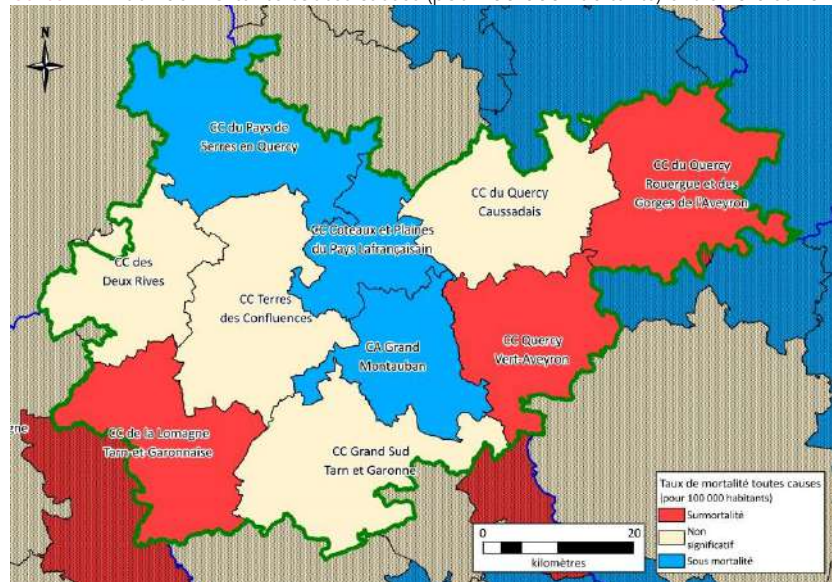 N
CC du Pays de
Serres en Quercy
CC du Quercy
Rouergue et des
Gorges de l'Aveyron
CC du Quercy
Caussadais
CC Coteaux et Plaines
du Pays Lafrançaisain
CC des
Deux Rives
CC Terres
des Confluences
CA Grand
Montauban
CC Quercy
Vert-Aveyron
CC de la Lomagne
Tarn et Garonnaise
CC Grand Sud
Tarn et Garonne
0 20
kilomètres
Taux de mortalité toutes causes
(pour 100 000 habitants)
Surmortalité
Non
significatif
Sous mortalité